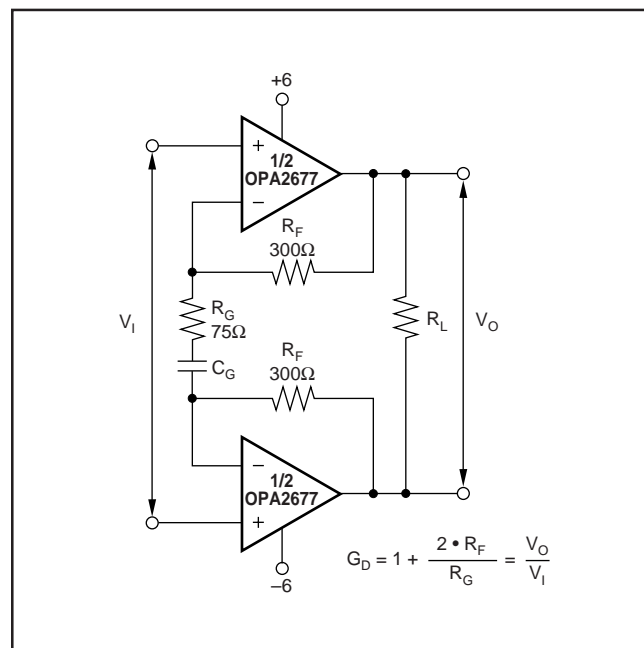 +6
+
1/2
OPA2677
−
R_F
300Ω
R_G
75Ω
V_I
C_G
R_F
300Ω
R_L
V_O
−
1/2
OPA2677
+
−6
G_D = 1 + 2 • R_F / R_G = V_O / V_I